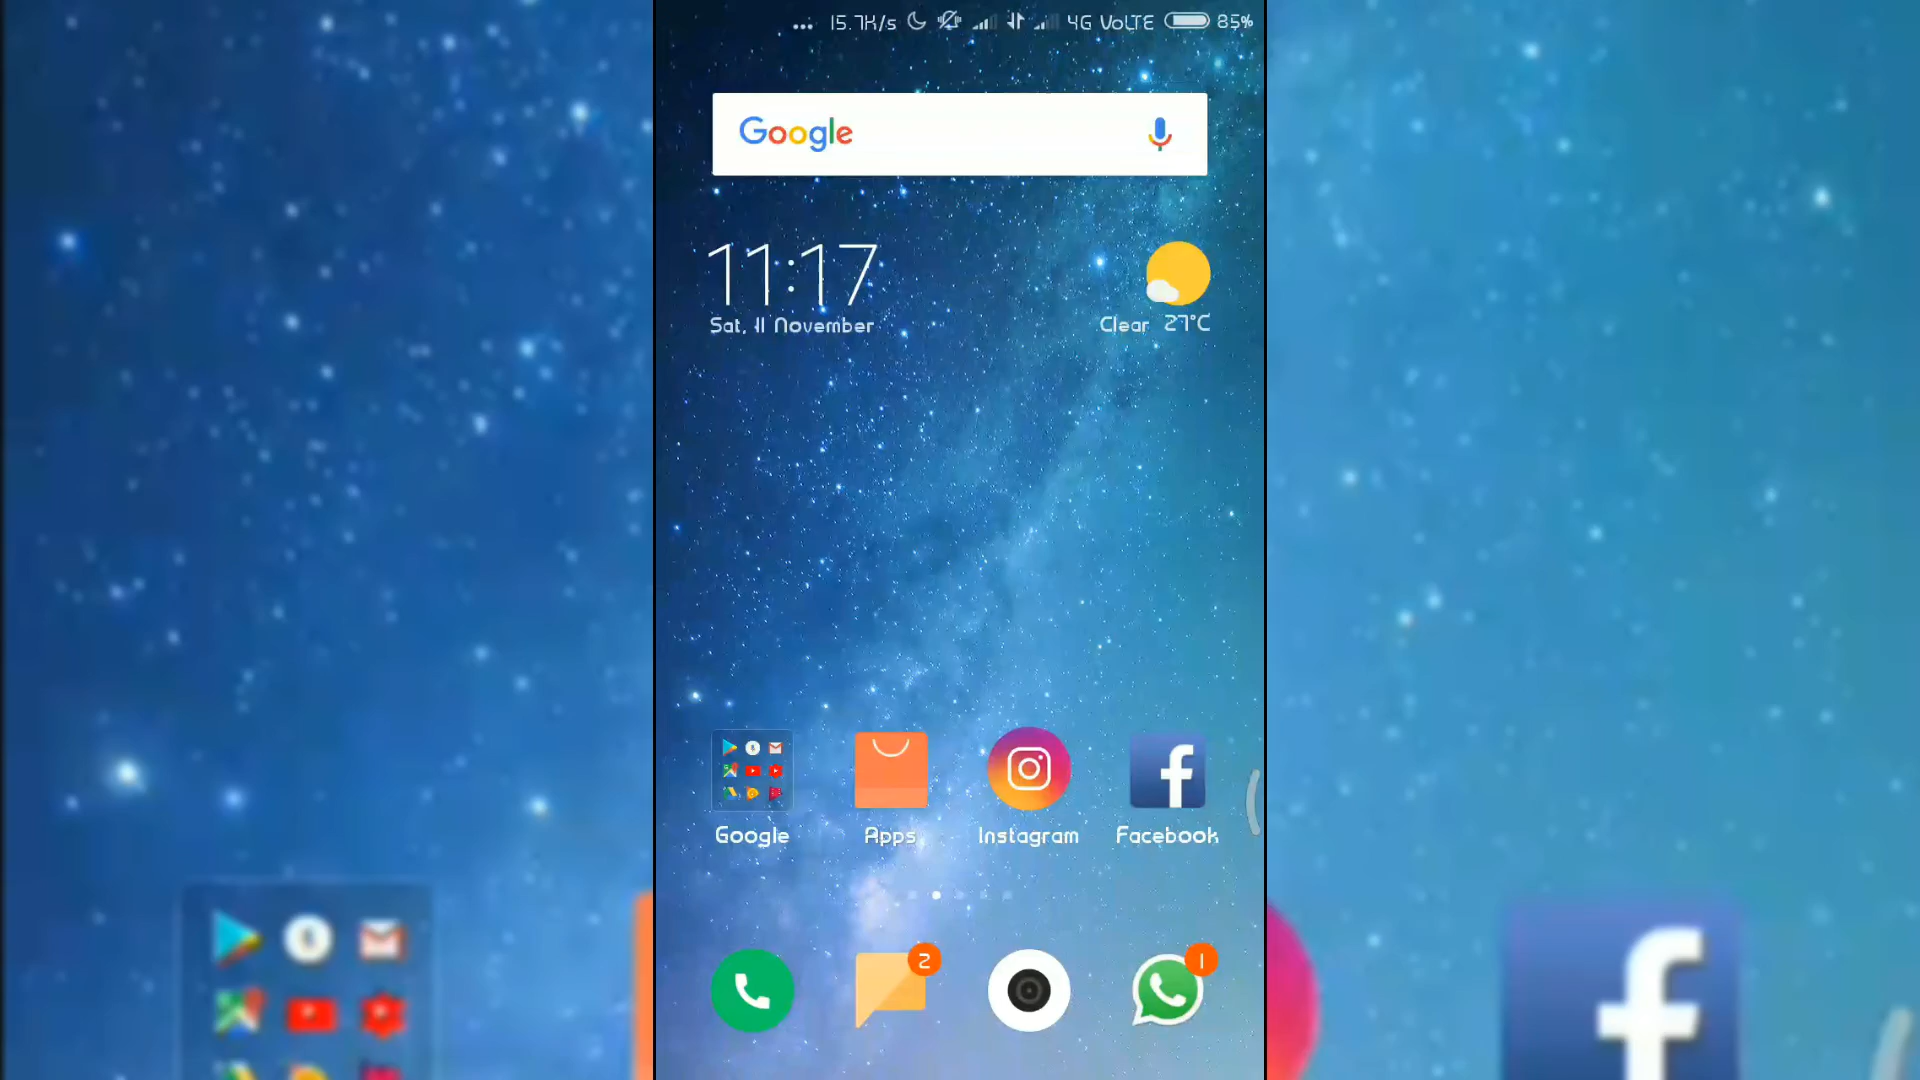 ... 15.7K/s 4G VoLTE 85%
Google
11:17
Sat, 11 November
Clear 27°C
Google Apps Instagram Facebook
2 1